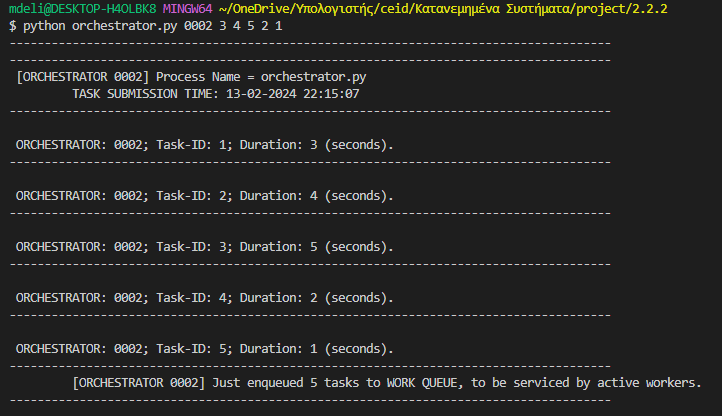 mdeli@DESKTOP-H4OLBK8 MINGW64 ~/OneDrive/Υπολογιστής/ceid/Κατανεμημένα Συστήματα/project/2.2.2
$ python orchestrator.py 0002 3 4 5 2 1
--------------------------------------------------------------------------------------
--------------------------------------------------------------------------------------
[ORCHESTRATOR 0002] Process Name = orchestrator.py
TASK SUBMISSION TIME: 13-02-2024 22:15:07
--------------------------------------------------------------------------------------
ORCHESTRATOR: 0002; Task-ID: 1; Duration: 3 (seconds).
--------------------------------------------------------------------------------------
ORCHESTRATOR: 0002; Task-ID: 2; Duration: 4 (seconds).
--------------------------------------------------------------------------------------
ORCHESTRATOR: 0002; Task-ID: 3; Duration: 5 (seconds).
--------------------------------------------------------------------------------------
ORCHESTRATOR: 0002; Task-ID: 4; Duration: 2 (seconds).
--------------------------------------------------------------------------------------
ORCHESTRATOR: 0002; Task-ID: 5; Duration: 1 (seconds).
--------------------------------------------------------------------------------------
[ORCHESTRATOR 0002] Just enqueued 5 tasks to WORK QUEUE, to be serviced by active workers.
--------------------------------------------------------------------------------------